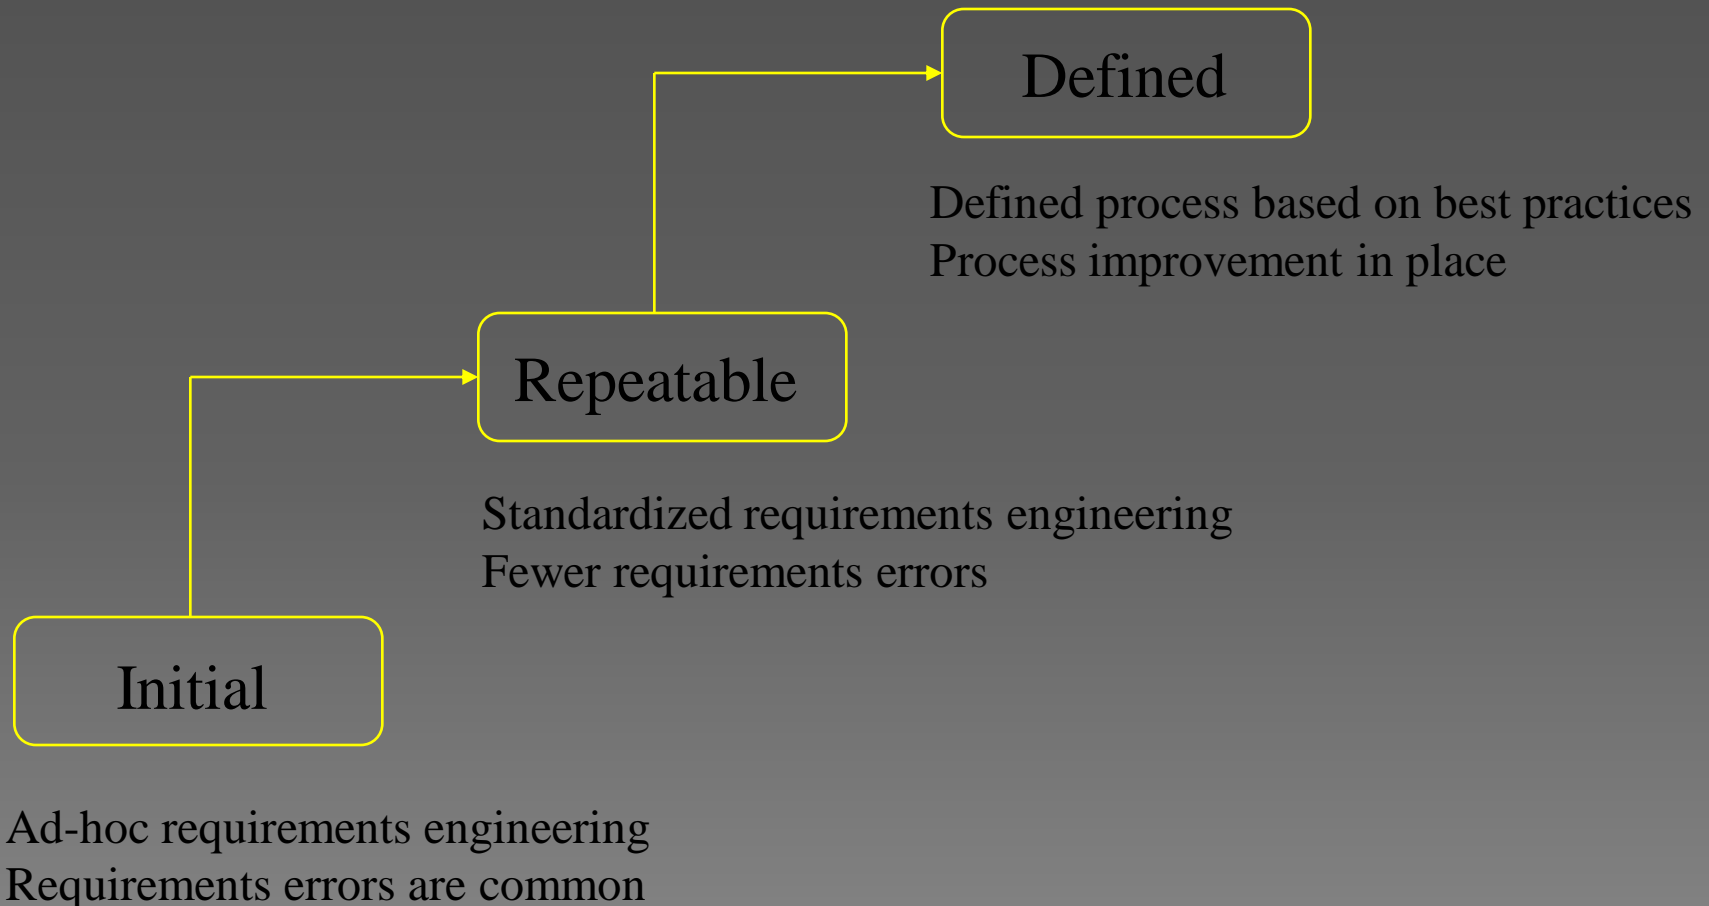 Defined
Defined process based on best practices
Process improvement in place
Repeatable
Standardized requirements engineering
Fewer requirements errors
Initial
Ad-hoc requirements engineering
Requirements errors are common